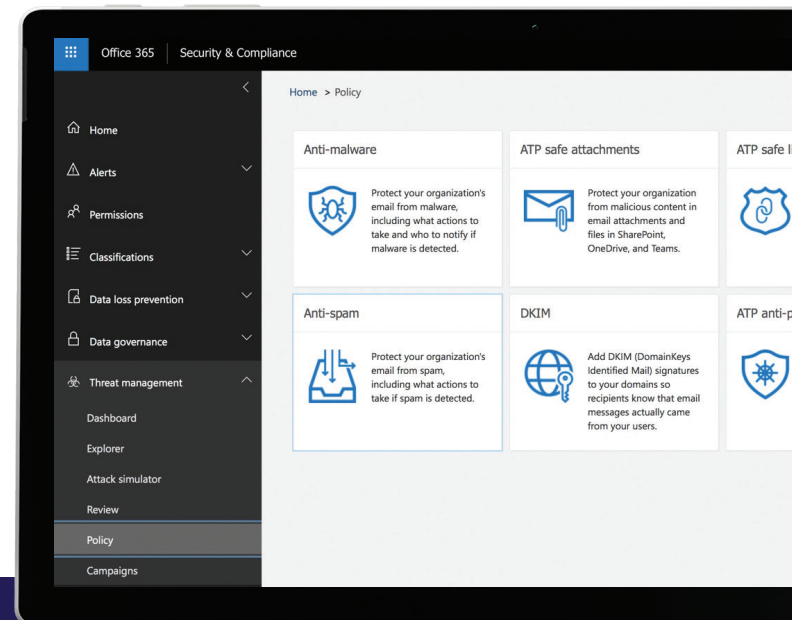 Office 365
Security & Compliance
Home > Policy
Home
Alerts
Permissions
Classifications
Data loss prevention
Data governance
Threat management
Dashboard
Explorer
Attack simulator
Review
Policy
Campaigns
Anti-malware
Protect your organization's
email from malware,
including what actions to
take and who to notify if
malware is detected.
ATP safe attachments
Protect your organization
from malicious content in
email attachments and
files in SharePoint,
OneDrive, and Teams.
ATP safe li
Anti-spam
Protect your organization's
email from spam,
including what actions to
take if spam is detected.
DKIM
Add DKIM (DomainKeys
Identified Mail) signatures
to your domains so
recipients know that email
messages actually came
from your users.
ATP anti-p